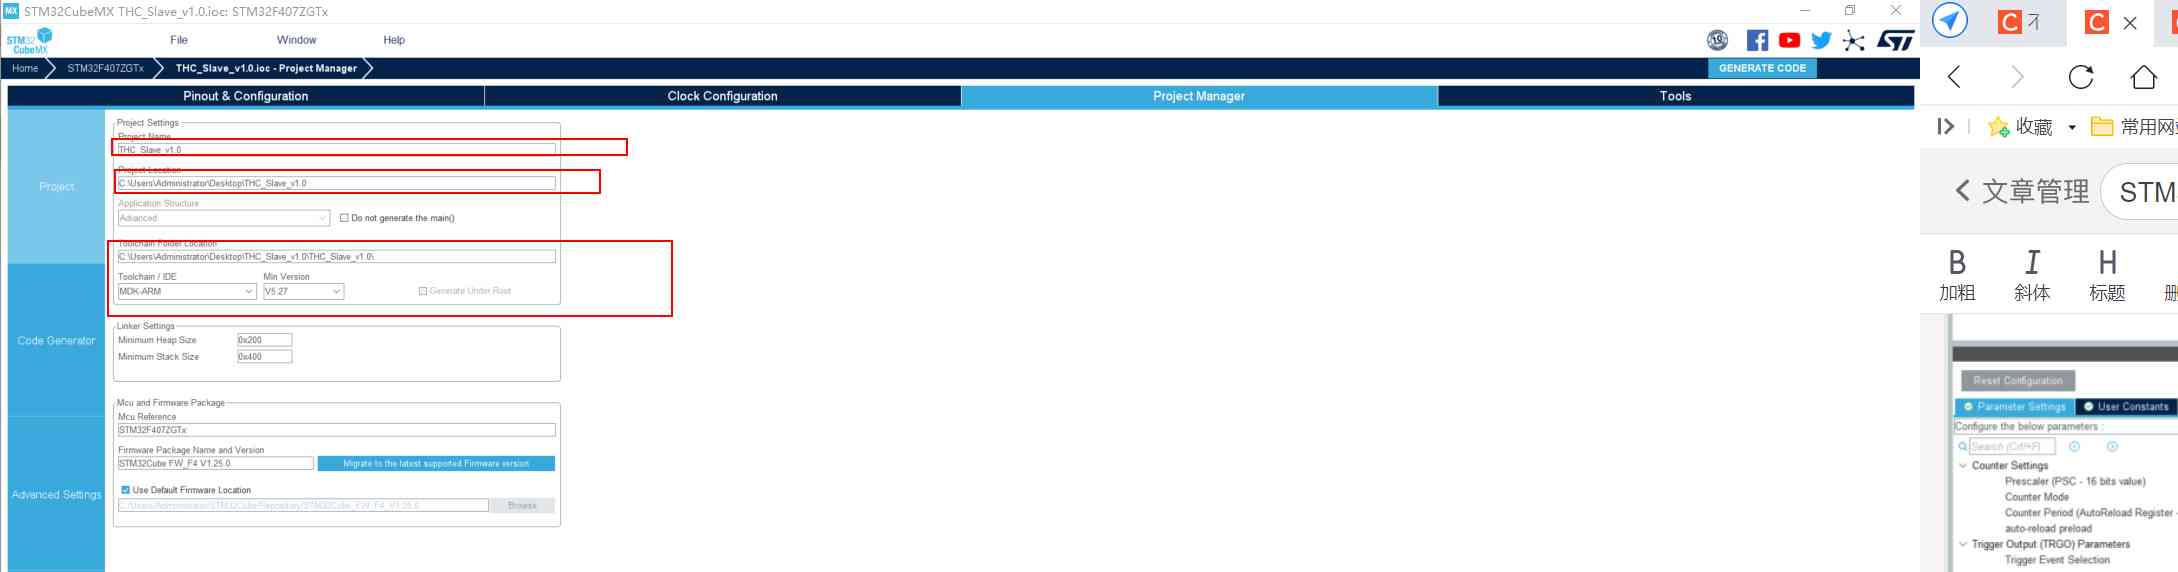 MX STM32CubeMX THC_Slave_v1.0.ioc: STM32F407ZGTx
STM32 CubeMX
File Window Help
Home STM32F407ZGTx THC_Slave_v1.0.ioc - Project Manager GENERATE CODE
Pinout & Configuration Clock Configuration Project Manager Tools
Project
Code Generator
Advanced Settings
Project Settings
Project Name
THC_Slave_v1.0
Project Location
C:\Users\Administrator\Desktop\THC_Slave_v1.0
Application Structure
Advanced Do not generate the main()
Toolchain Folder Location
C:\Users\Administrator\Desktop\THC_Slave_v1.0\THC_Slave_v1.0\
Toolchain / IDE Min Version
MDK-ARM V5.27 Generate Under Root
Linker Settings
Minimum Heap Size 0x200
Minimum Stack Size 0x400
Mcu and Firmware Package
Mcu Reference
STM32F407ZGTx
Firmware Package Name and Version
STM32Cube FW_F4 V1.25.0 Migrate to the latest supported Firmware version
Use Default Firmware Location
C:/Users/Administrator/STM32Cube/Repository/STM32Cube_FW_F4_V1.25.0 Browse
C C
收藏 常用网
文章管理 STM
B I H
加粗 斜体 标题
Reset Configuration
Parameter Settings User Constants
Configure the below parameters :
Search (Crtl+F)
Counter Settings
Prescaler (PSC - 16 bits value)
Counter Mode
Counter Period (AutoReload Register -
auto-reload preload
Trigger Output (TRGO) Parameters
Trigger Event Selection